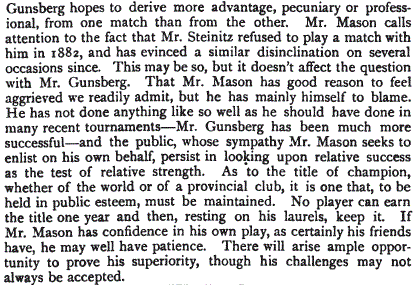 Gunsberg hopes to derive more advantage, pecuniary or profess-
ional, from one match than from the other. Mr. Mason calls
attention to the fact that Mr. Steinitz refused to play a match with
him in 1882, and has evinced a similar disinclination on several
occasions since. This may be so, but it doesn't affect the question
with Mr. Gunsberg. That Mr. Mason has good reason to feel
aggrieved we readily admit, but he has mainly himself to blame.
He has not done anything like so well as he should have done in
many recent tournaments—Mr. Gunsberg has been much more
successful—and the public, whose sympathy Mr. Mason seeks to
enlist on his own behalf, persist in looking upon relative success
as the test of relative strength. As to the title of champion,
whether of the world or of a provincial club, it is one that, to be
held in public esteem, must be maintained. No player can earn
the title one year and then, resting on his laurels, keep it. If
Mr. Mason has confidence in his own play, as certainly his friends
have, he may well have patience. There will arise ample oppor-
tunity to prove his superiority, though his challenges may not
always be accepted.